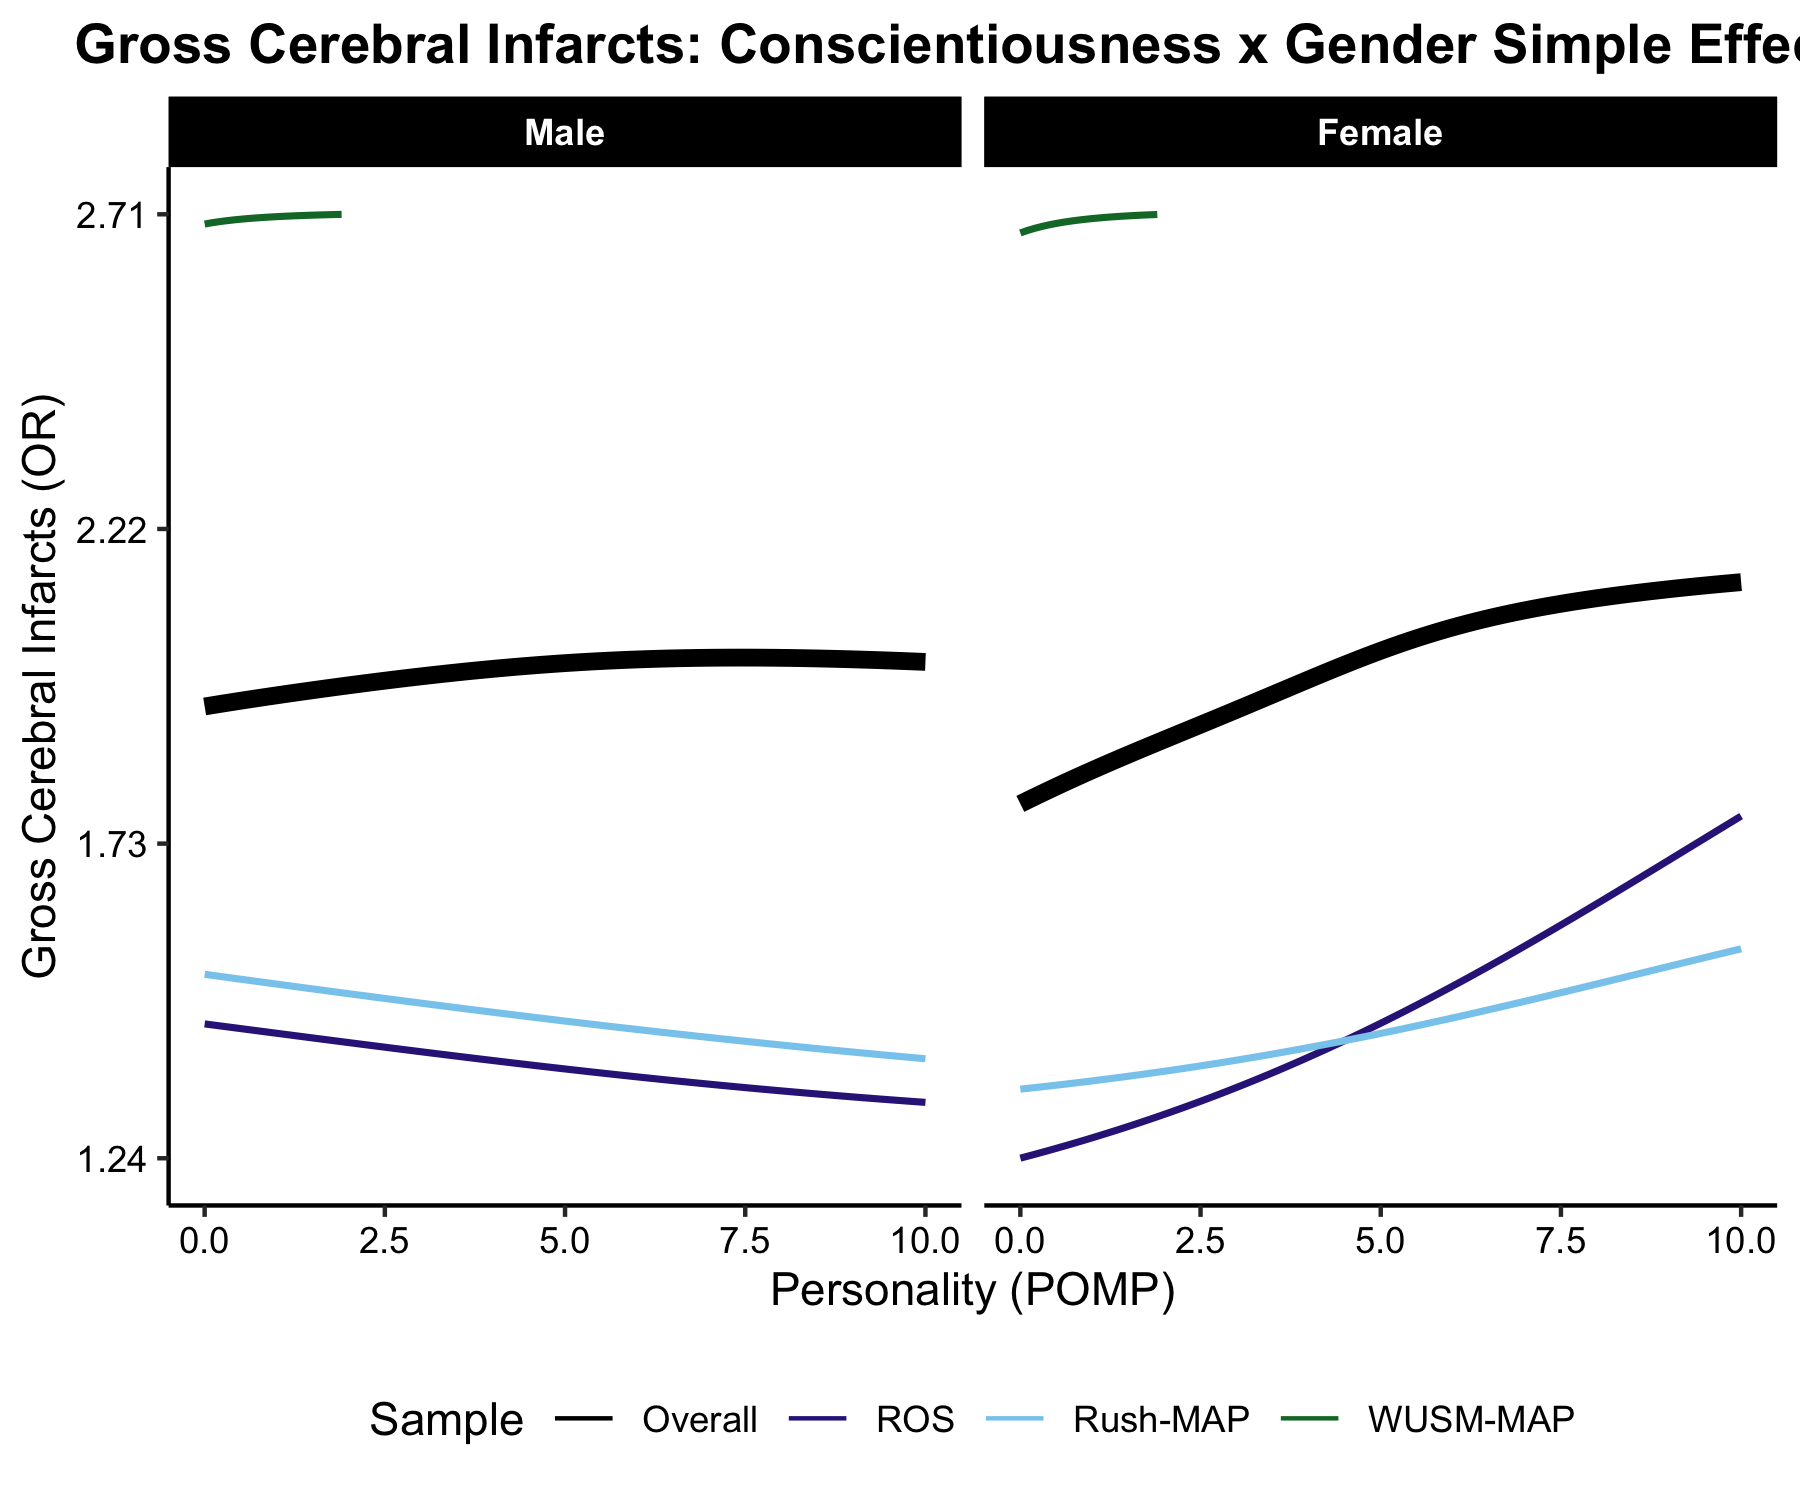 Gross Cerebral Infarcts: Conscientiousness x Gender Simple Effe
Male
Female
Gross Cerebral Infarcts (OR)
2.71
2.22
1.73
1.24
0.0 2.5 5.0 7.5 10.0 0.0 2.5 5.0 7.5 10.0
Personality (POMP)
Sample Overall ROS Rush-MAP WUSM-MAP